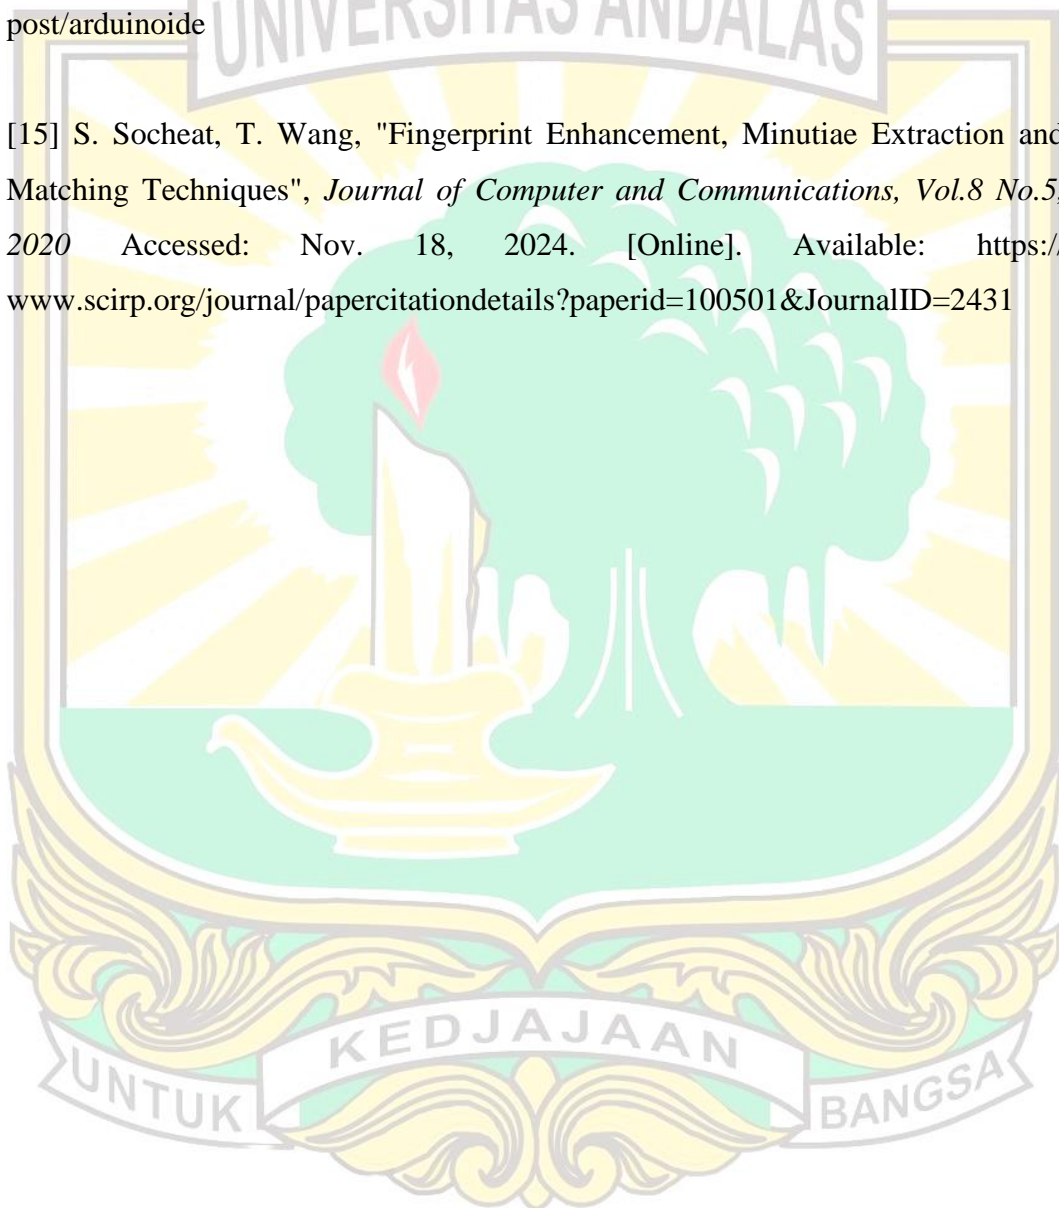 post/arduinoide
UNIVERSITAS ANDALAS
[15] S. Socheat, T. Wang, "Fingerprint Enhancement, Minutiae Extraction and
Matching Techniques", Journal of Computer and Communications, Vol.8 No.5,
2020 Accessed: Nov. 18, 2024. [Online]. Available: https://
www.scirp.org/journal/papercitationdetails?paperid=100501&JournalID=2431
KEDJAJAAN
UNTUK
BANGSA